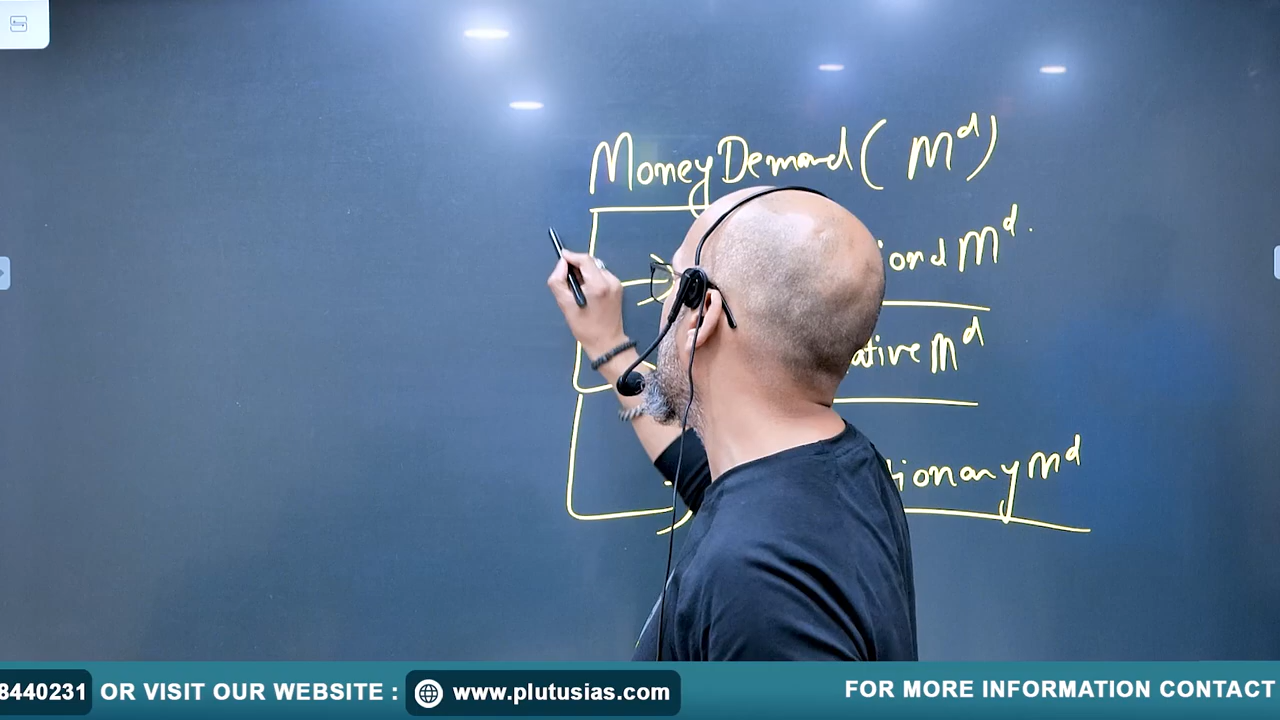 Money Demand (Mᵈ)
iond Mᵈ.
ative Mᵈ
tionary mᵈ
8440231 OR VISIT OUR WEBSITE : www.plutusias.com FOR MORE INFORMATION CONTACT